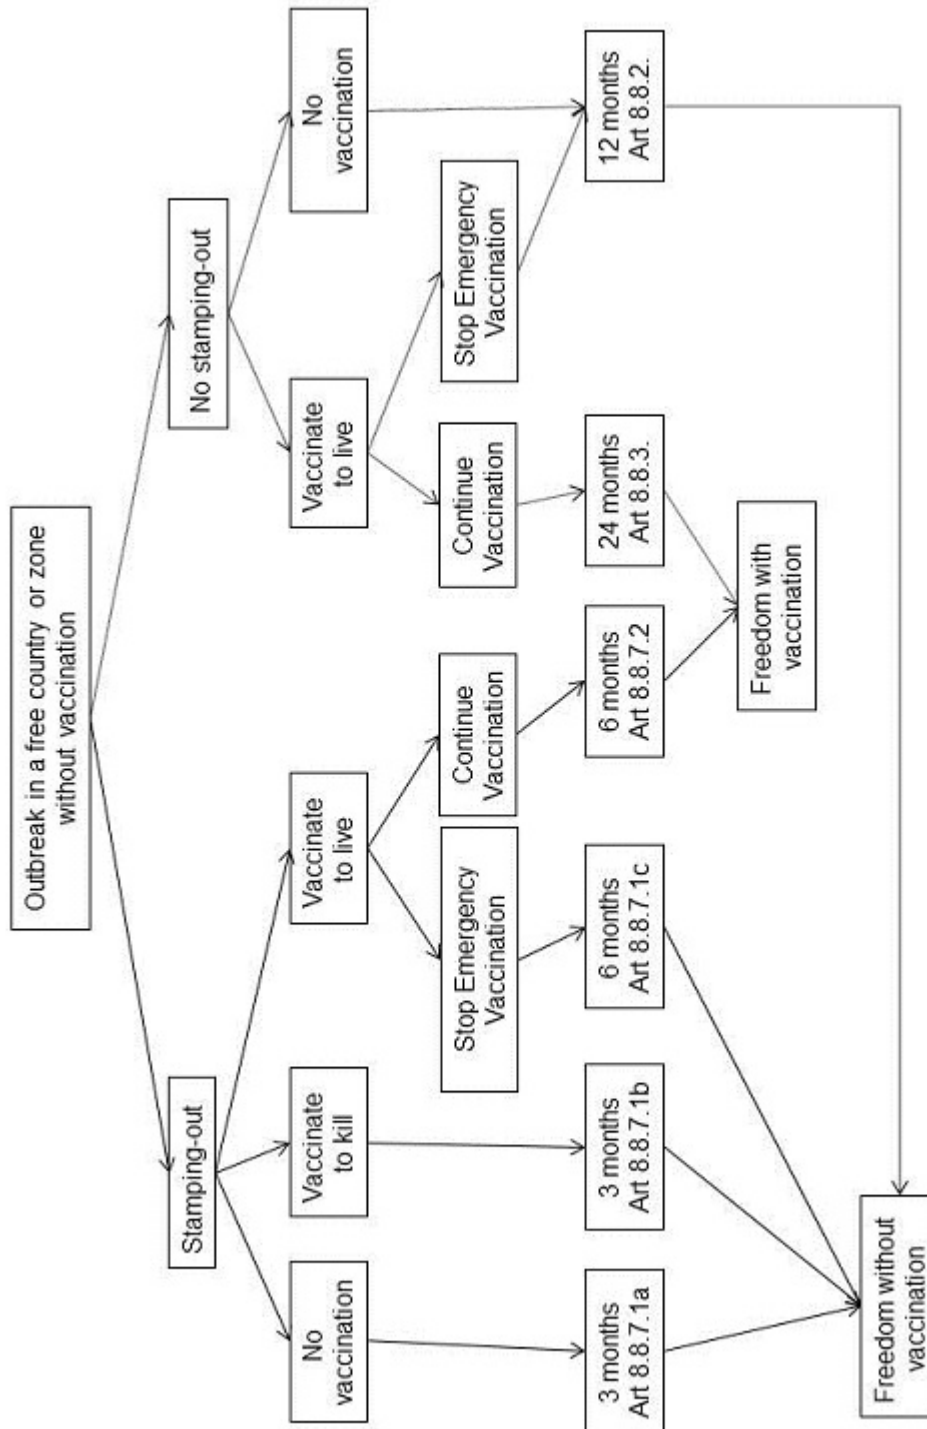 Outbreak in a free country or zone
without vaccination
Stamping-out
No stamping-out
No
vaccination
Vaccinate
to kill
Vaccinate
to live
Vaccinate
to live
No
vaccination
Stop Emergency
Vaccination
Continue
Vaccination
Continue
Vaccination
Stop Emergency
Vaccination
3 months
Art 8.8.7.1a
3 months
Art 8.8.7.1b
6 months
Art 8.8.7.1c
6 months
Art 8.8.7.2
24 months
Art 8.8.3.
12 months
Art 8.8.2.
Freedom with
vaccination
Freedom without
vaccination